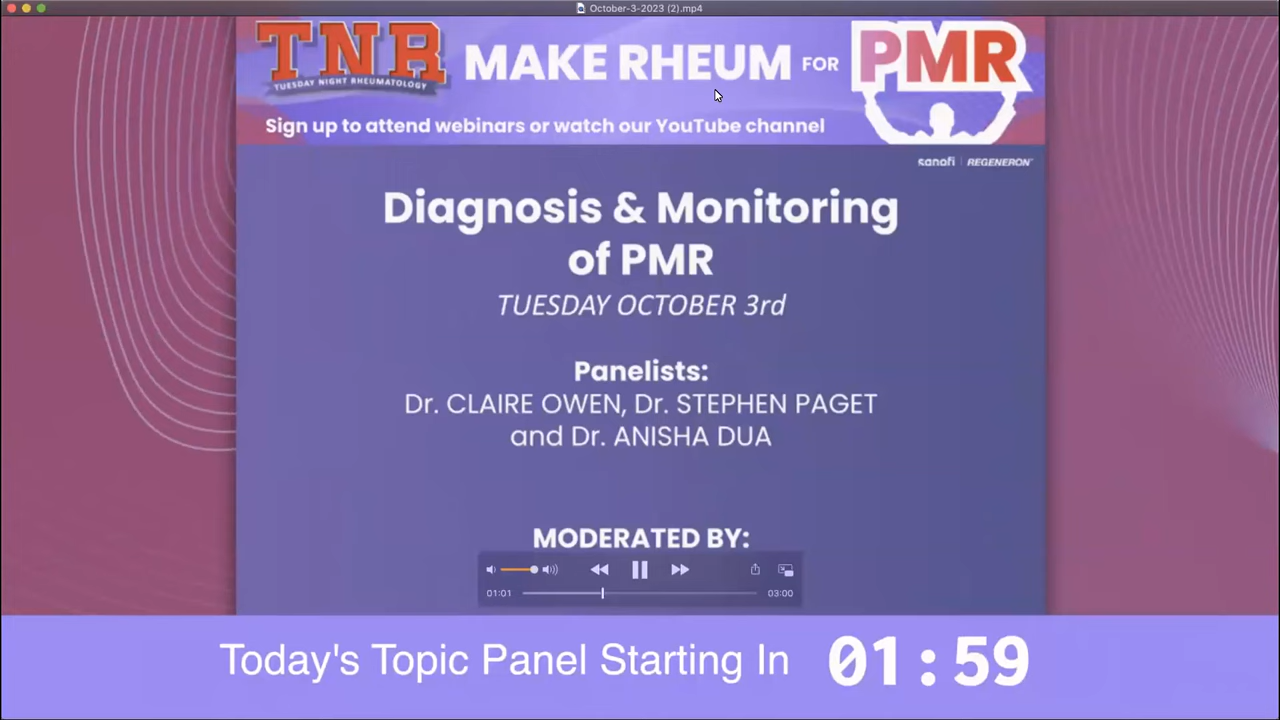 October-3-2023 (2).mp4
TNR
TUESDAY NIGHT RHEUMATOLOGY
MAKE RHEUM FOR PMR
Sign up to attend webinars or watch our YouTube channel
sanofi | REGENERON
Diagnosis & Monitoring
of PMR
TUESDAY OCTOBER 3rd
Panelists:
Dr. CLAIRE OWEN, Dr. STEPHEN PAGET
and Dr. ANISHA DUA
MODERATED BY:
01:01
03:00
Today's Topic Panel Starting In 01:59